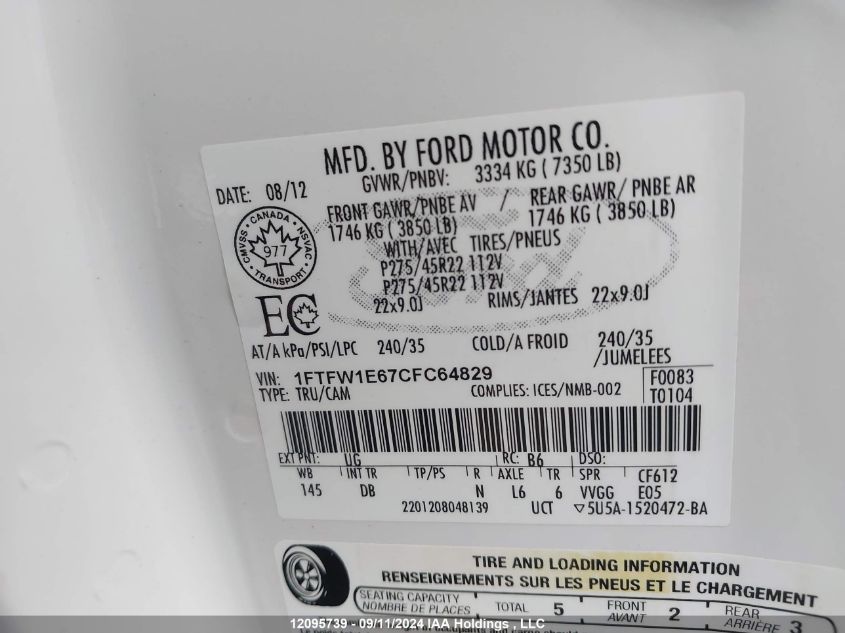 MFD. BY FORD MOTOR CO.
DATE: 08/12
GVWR/PNBV: 3334 KG ( 7350 LB)
FRONT GAWR/PNBE AV / REAR GAWR/ PNBE AR
1746 KG ( 3850 LB) 1746 KG ( 3850 LB)
WITH/AVEC TIRES/PNEUS
P275/45R22 112V
P275/45R22 112V
22x9.0J RIMS/JANTES 22x9.0J
CMVSS - CANADA - NSVAC
977
TRANSPORT
EC
AT/A kPa/PSI/LPC 240/35 COLD/A FROID 240/35
/JUMELEES
VIN: 1FTFW1E67CFC64829
TYPE: TRU/CAM COMPLIES: ICES/NMB-002
F0083
T0104
EXT PNT: UG RC: B6 DSO:
WB INT TR TP/PS R AXLE TR SPR CF612
145 DB N L6 6 VVGG E05
2201208048139 UCT ▽5U5A-1520472-BA
TIRE AND LOADING INFORMATION
RENSEIGNEMENTS SUR LES PNEUS ET LE CHARGEMENT
SEATING CAPACITY
NOMBRE DE PLACES TOTAL 5 FRONT AVANT 2 REAR ARRIÈRE 3
12095739 - 09/11/2024 IAA Holdings, LLC